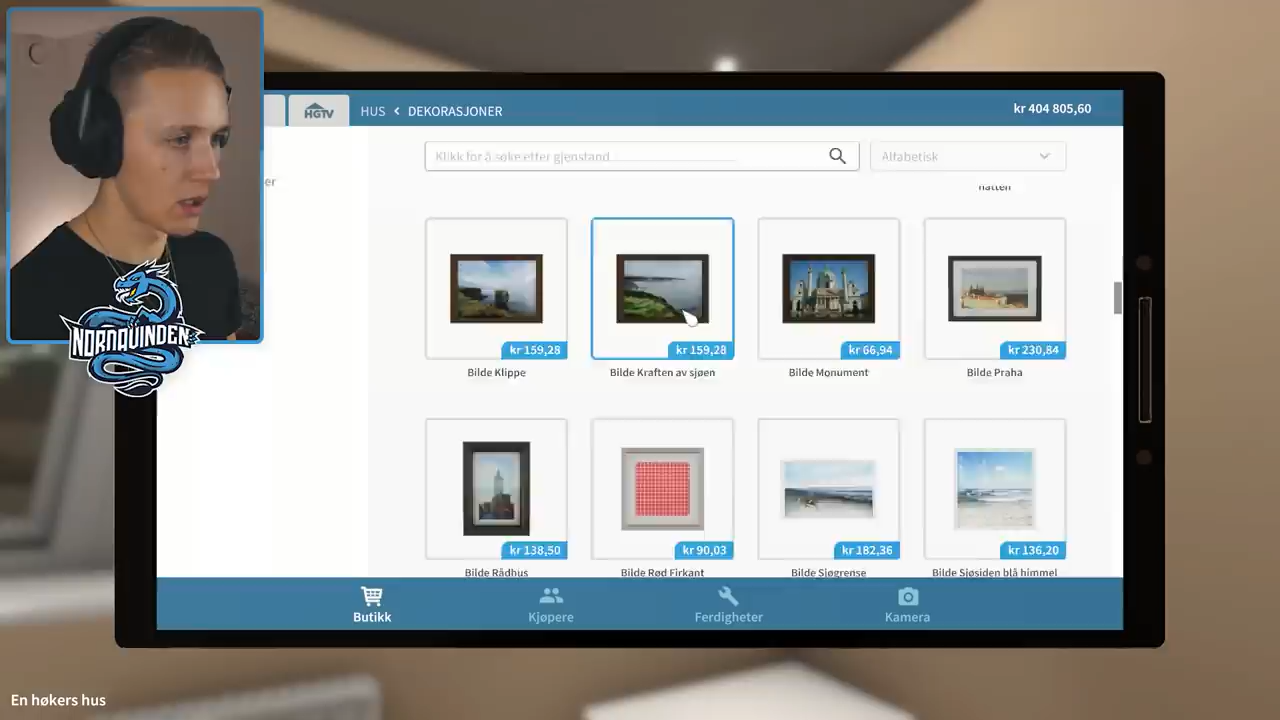 HGTV
HUS < DEKORASJONER
kr 404 805,60
Klikk for å søke etter gjenstand
Alfabetisk
er
hatten
kr 159,28
kr 159,28
kr 66,94
kr 230,84
Bilde Klippe
Bilde Kraften av sjøen
Bilde Monument
Bilde Praha
NORNAVINDEN
kr 138,50
kr 90,03
kr 182,36
kr 136,20
Bilde Rådhus
Bilde Rød Firkant
Bilde Sjøgrense
Bilde Sjøsiden blå himmel
Butikk
Kjøpere
Ferdigheter
Kamera
En høkers hus